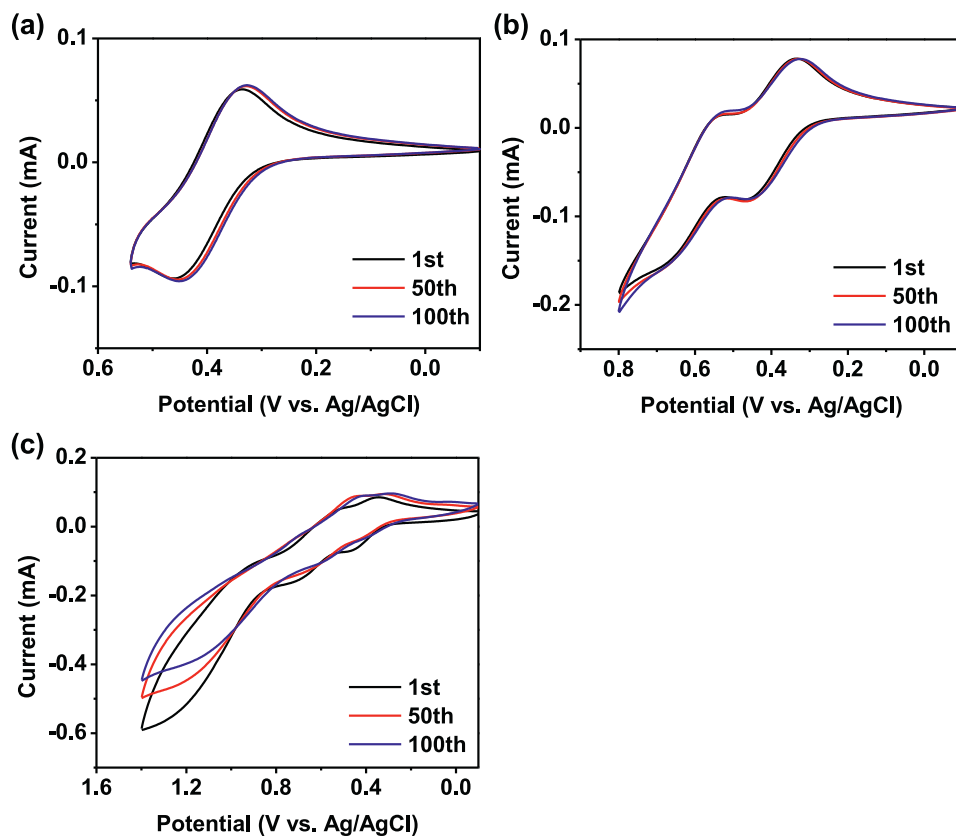 (a)
0.1
0.0
-0.1
Current (mA)
1st
50th
100th
0.6 0.4 0.2 0.0
Potential (V vs. Ag/AgCl)
(b)
0.1
0.0
-0.1
-0.2
Current (mA)
1st
50th
100th
0.8 0.6 0.4 0.2 0.0
Potential (V vs. Ag/AgCl)
(c)
0.2
0.0
-0.2
-0.4
-0.6
Current (mA)
1st
50th
100th
1.6 1.2 0.8 0.4 0.0
Potential (V vs. Ag/AgCl)